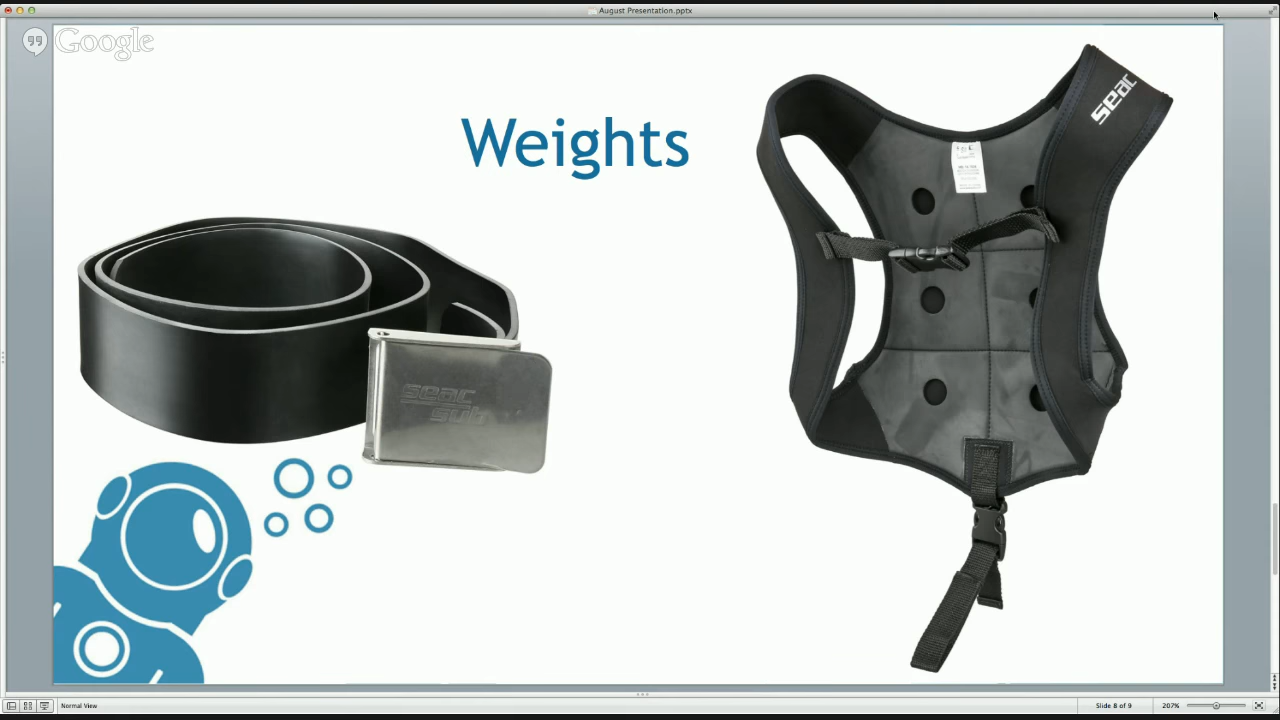 August Presentation.pptx
Google
Weights
seac
seac
sub
Normal View
Slide 8 of 9
207%